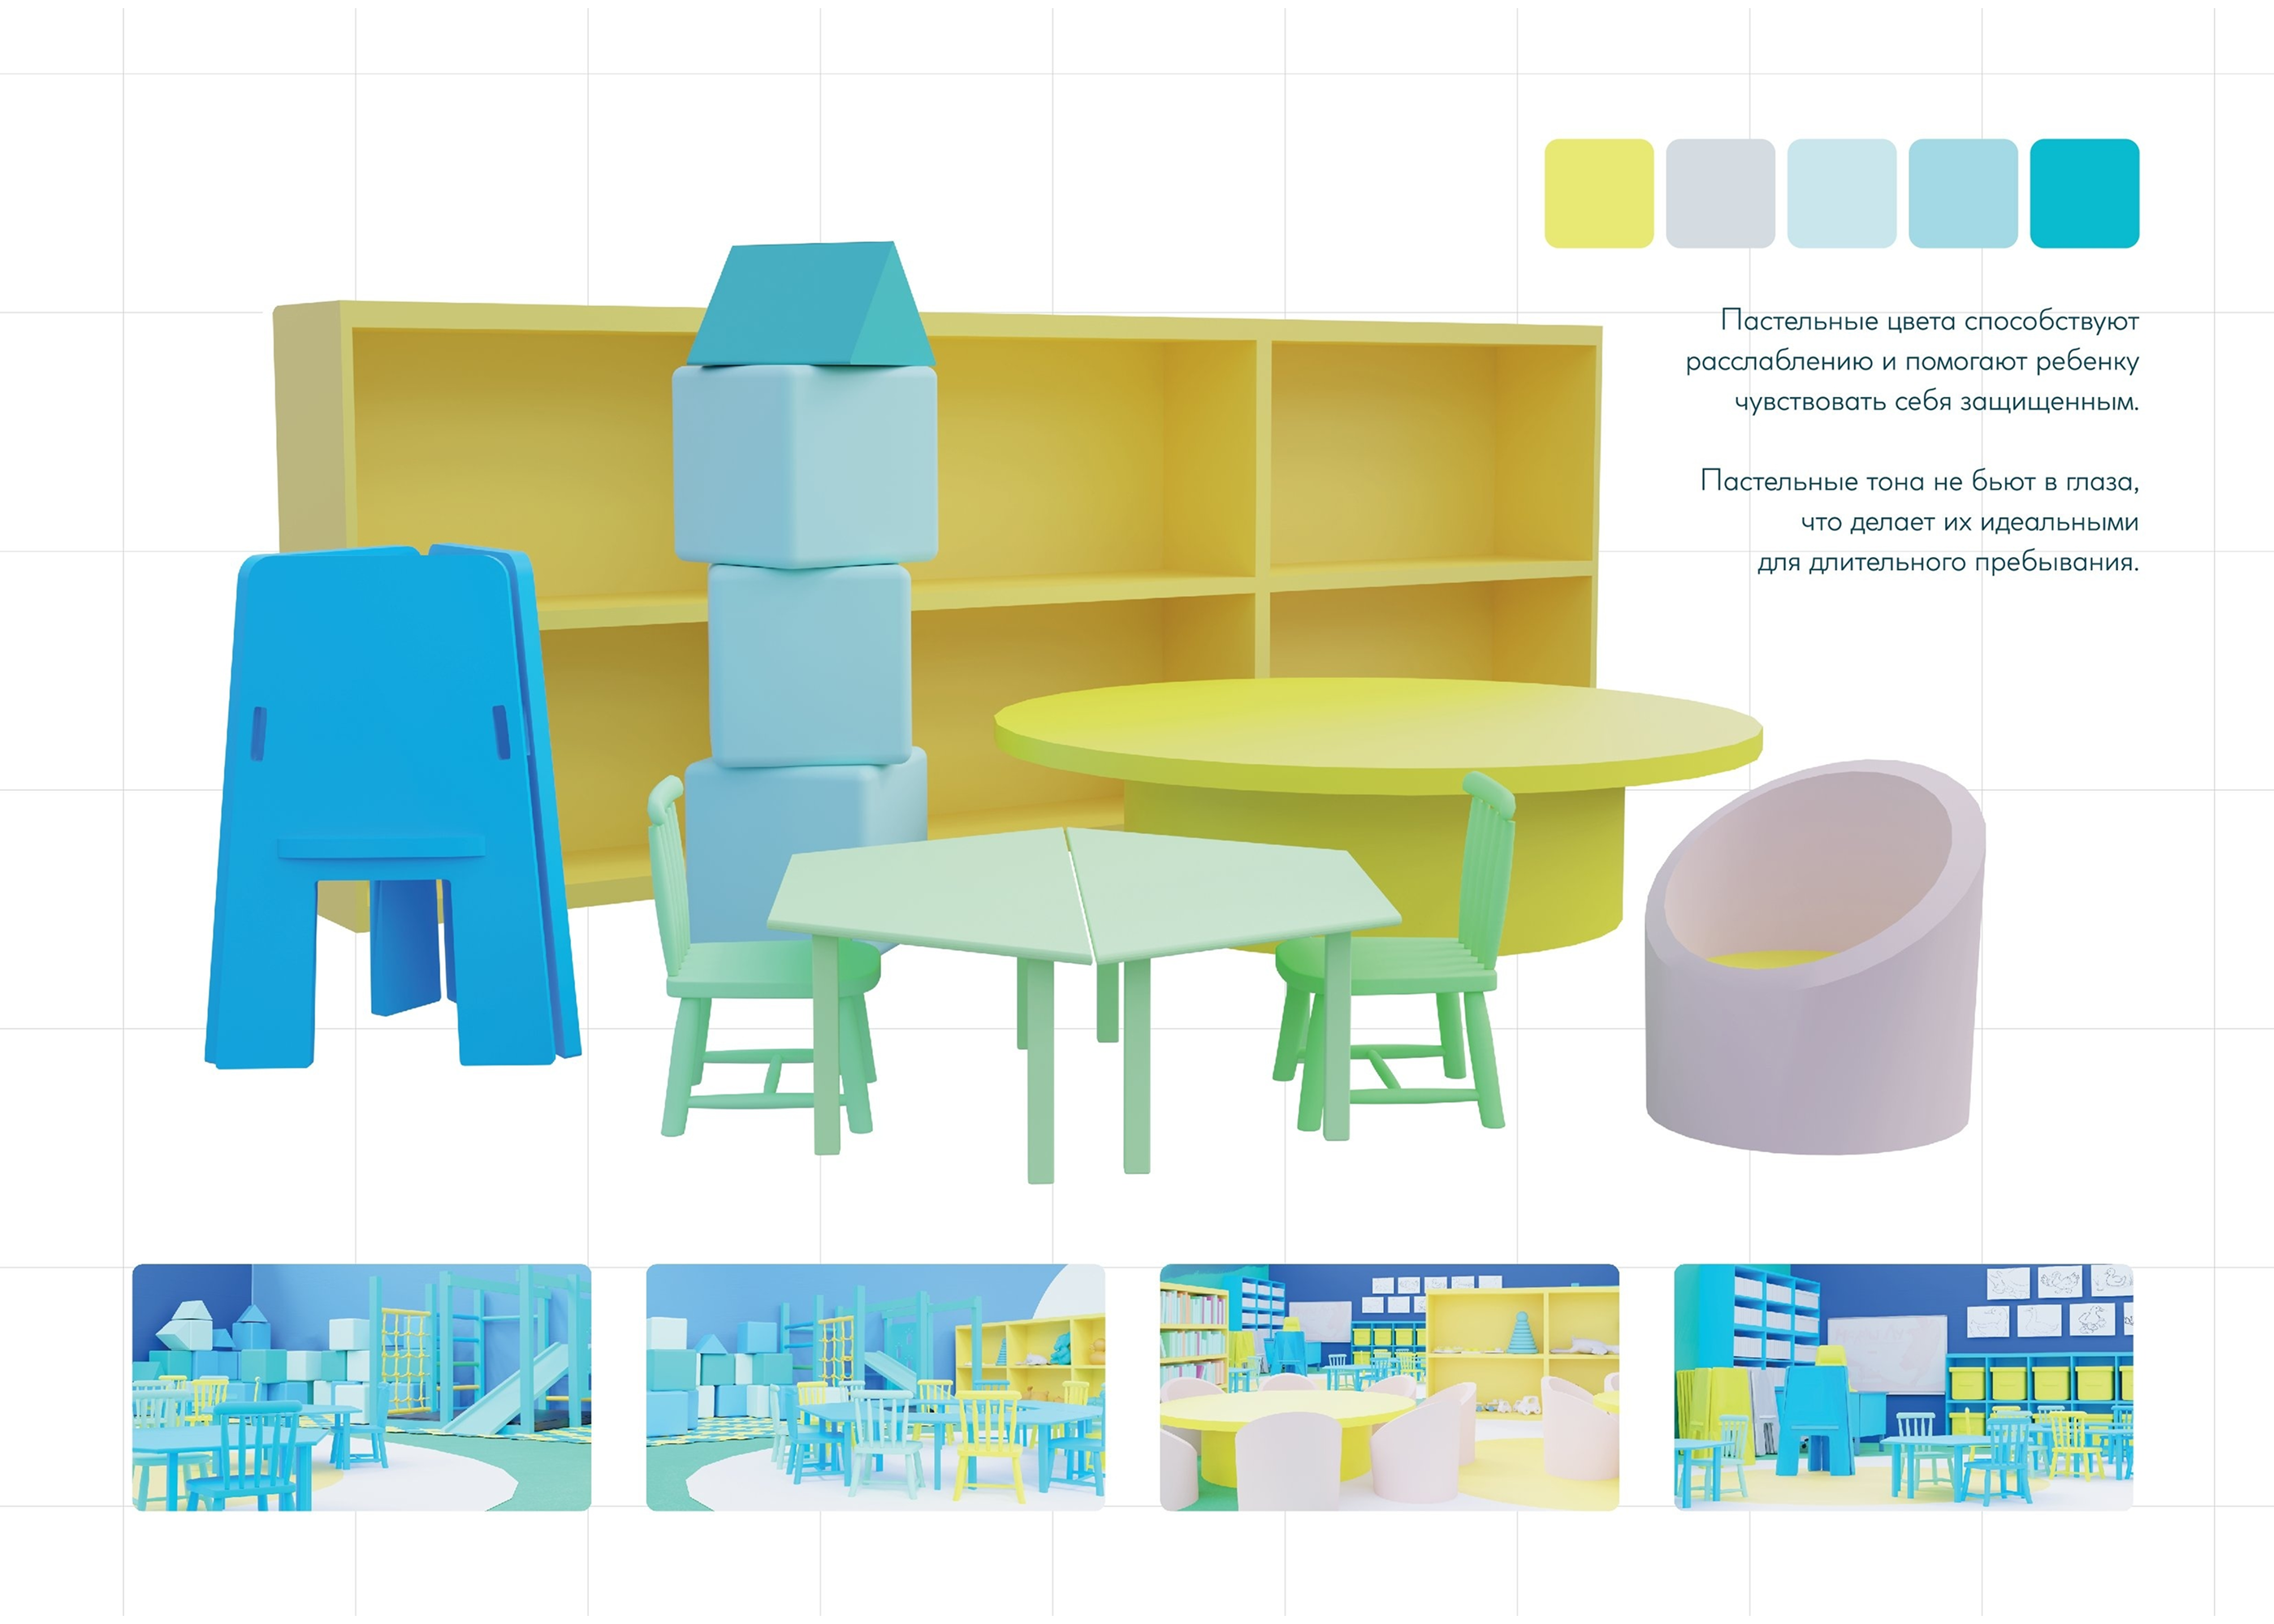 Пастельные цвета способствуют
расслаблению и помогают ребенку
чувствовать себя защищенным.
Пастельные тона не бьют в глаза,
что делает их идеальными
для длительного пребывания.